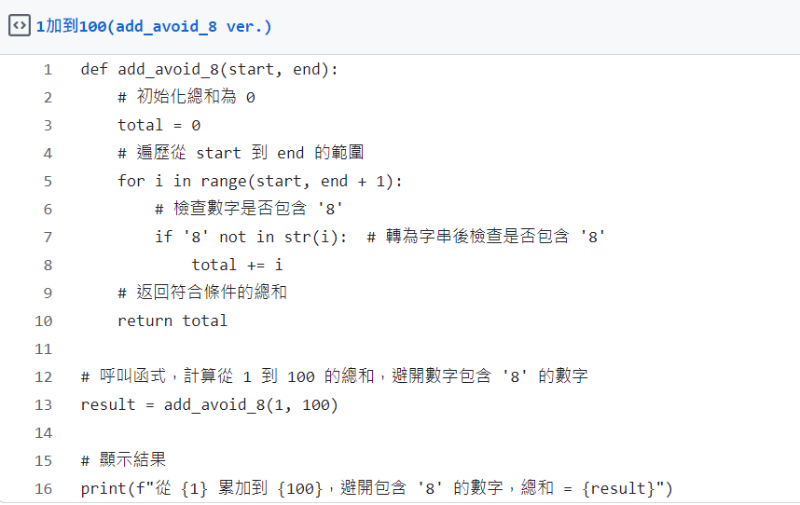 1加到100(add_avoid_8 ver.)
1 def add_avoid_8(start, end):
2     # 初始化總和為 0
3     total = 0
4     # 遍歷從 start 到 end 的範圍
5     for i in range(start, end + 1):
6         # 檢查數字是否包含 '8'
7         if '8' not in str(i):  # 轉為字串後檢查是否包含 '8'
8             total += i
9     # 返回符合條件的總和
10     return total
11
12 # 呼叫函式，計算從 1 到 100 的總和，避開數字包含 '8' 的數字
13 result = add_avoid_8(1, 100)
14
15 # 顯示結果
16 print(f"從 {1} 累加到 {100}，避開包含 '8' 的數字，總和 = {result}")